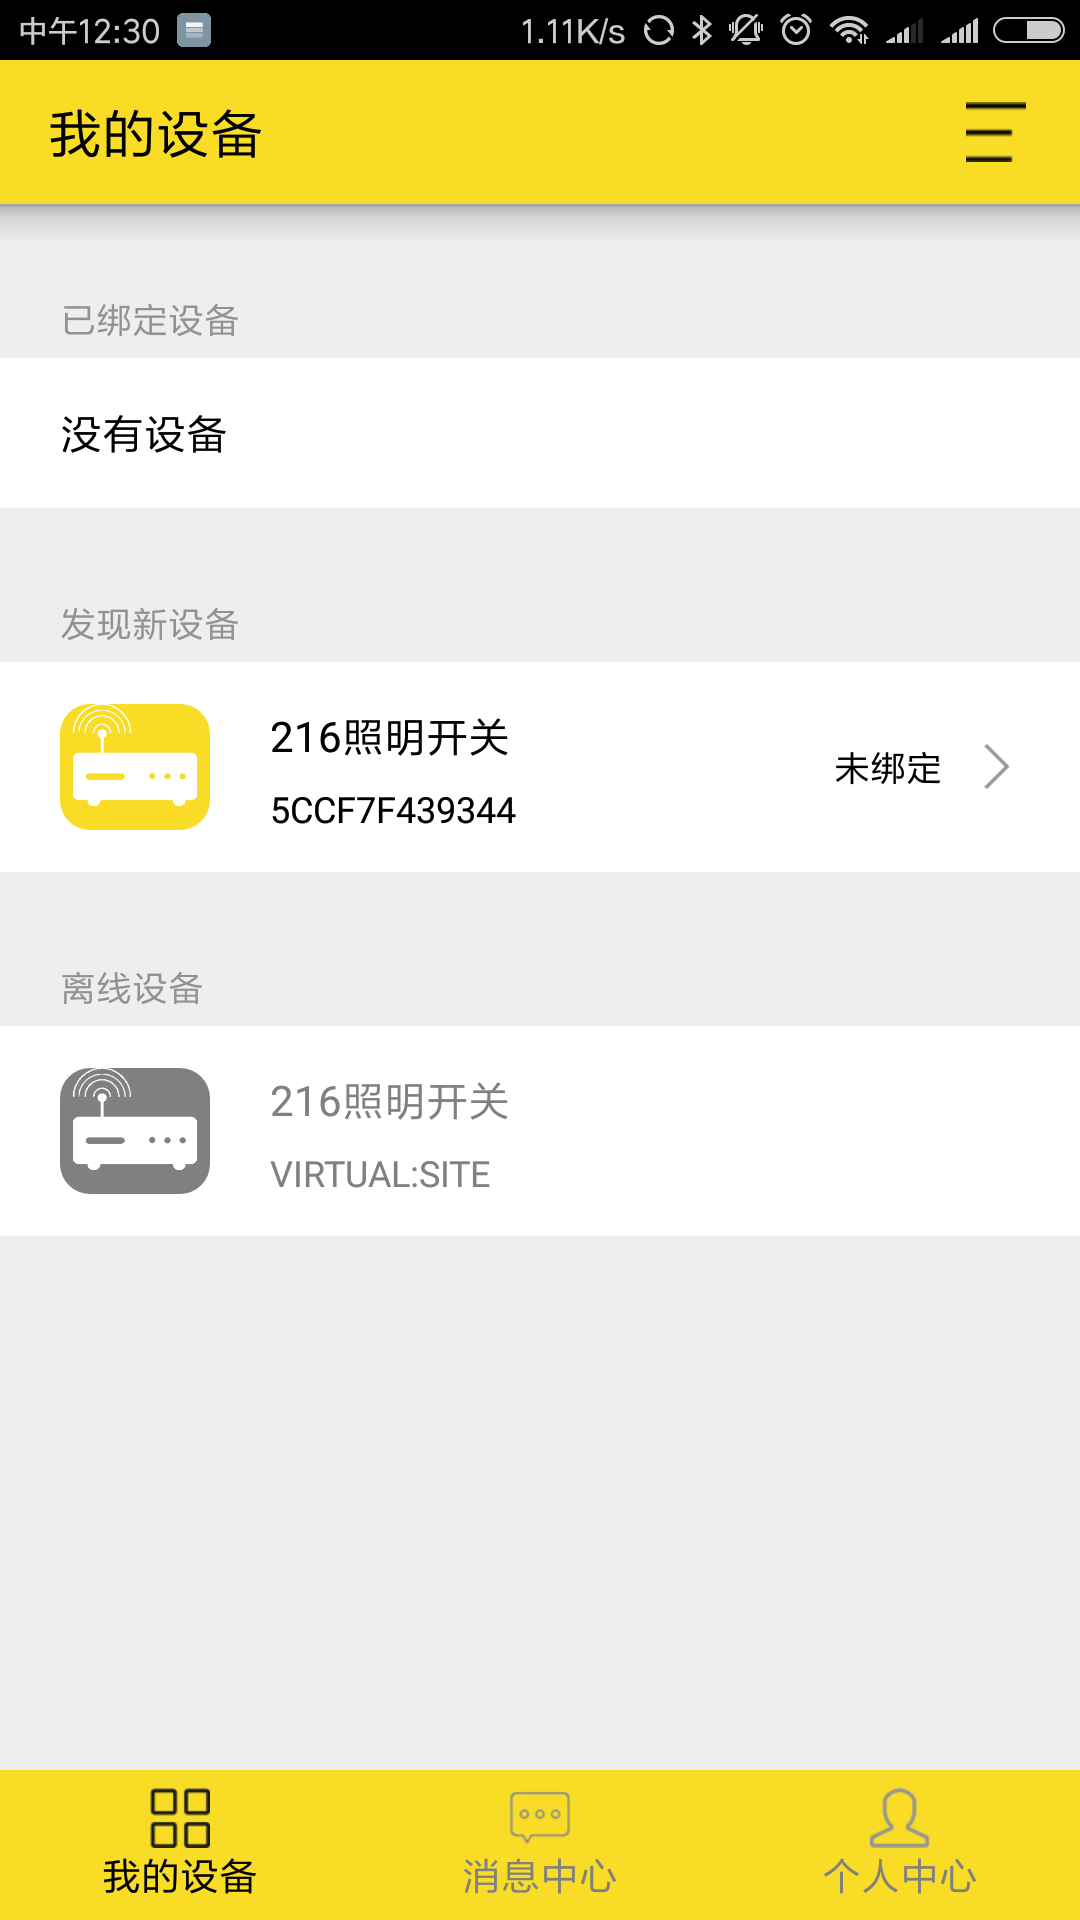 中午12:30
1.11K/s
我的设备
已绑定设备
没有设备
发现新设备
216照明开关
5CCF7F439344
未绑定
离线设备
216照明开关
VIRTUAL:SITE
我的设备
消息中心
个人中心